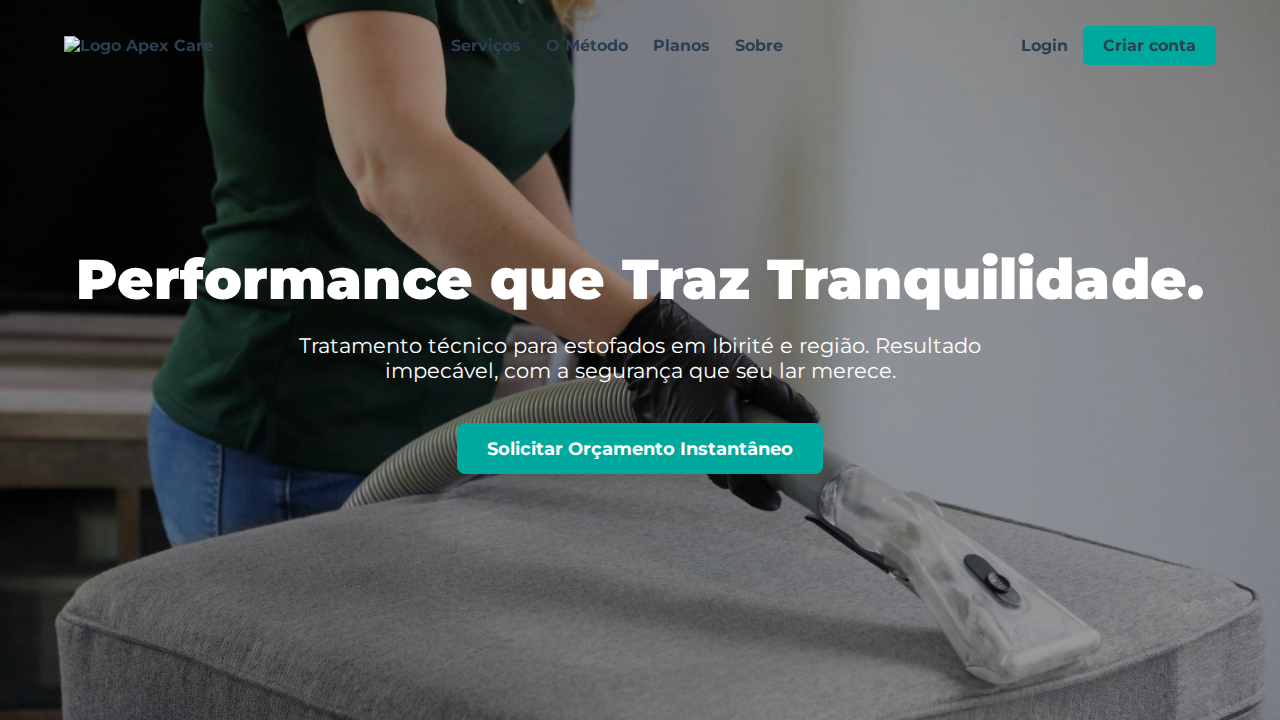 Logo Apex Care
Serviços
O Método
Planos
Sobre
Login
Criar conta
Performance que Traz Tranquilidade.
Tratamento técnico para estofados em Ibirité e região. Resultado
impecável, com a segurança que seu lar merece.
Solicitar Orçamento Instantâneo